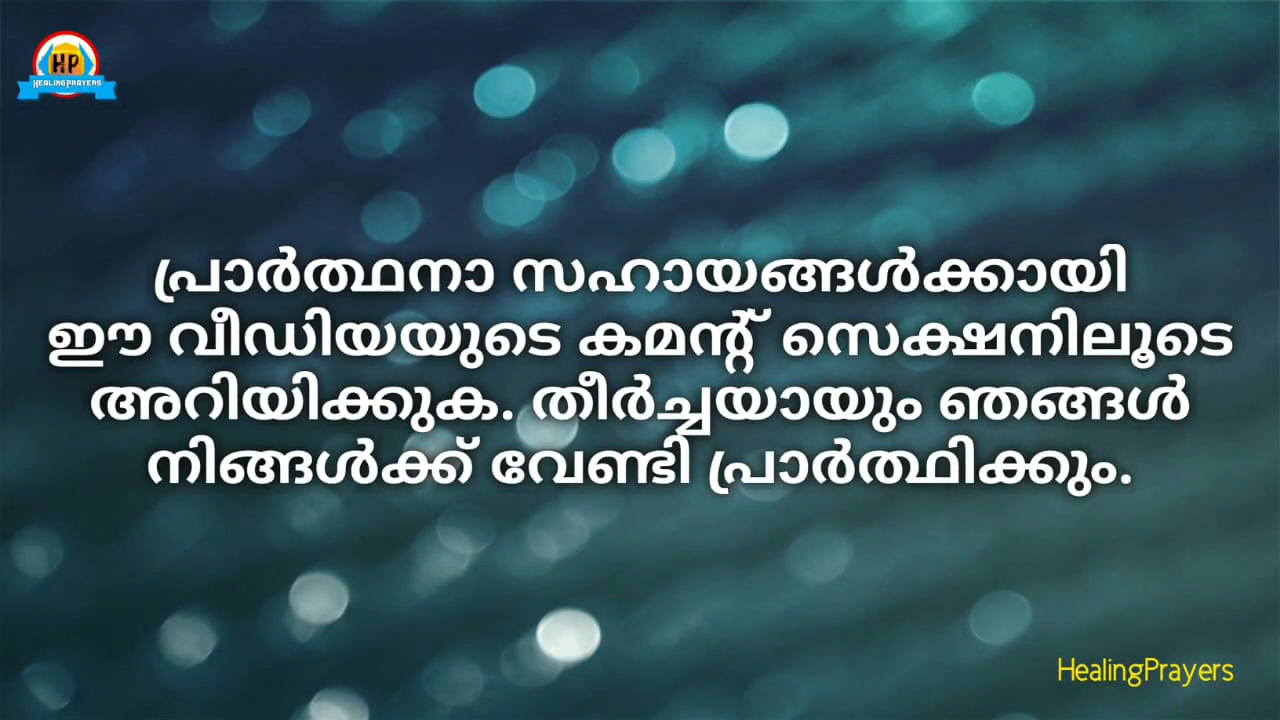 HP
HEALINGPRAYERS
പ്രാർത്ഥനാ സഹായങ്ങൾക്കായി
ഈ വീഡിയയുടെ കമന്റ് സെക്ഷനിലൂടെ
അറിയിക്കുക. തീർച്ചയായും ഞങ്ങൾ
നിങ്ങൾക്ക് വേണ്ടി പ്രാർത്ഥിക്കും.
HealingPrayers